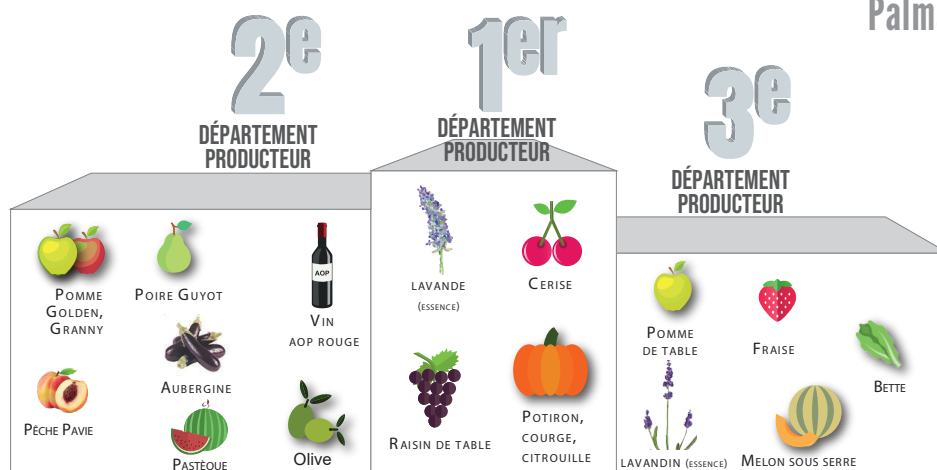 Palm
2e
DÉPARTEMENT
PRODUCTEUR
POMME
GOLDEN,
GRANNY
POIRE GUYOT
AOP
VIN
AOP ROUGE
AUBERGINE
PÊCHE PAVIE
PASTÈQUE
Olive
1er
DÉPARTEMENT
PRODUCTEUR
LAVANDE
(ESSENCE)
CERISE
RAISIN DE TABLE
POTIRON,
COURGE,
CITROUILLE
3e
DÉPARTEMENT
PRODUCTEUR
POMME
DE TABLE
FRAISE
BETTE
LAVANDIN (ESSENCE)
MELON SOUS SERRE